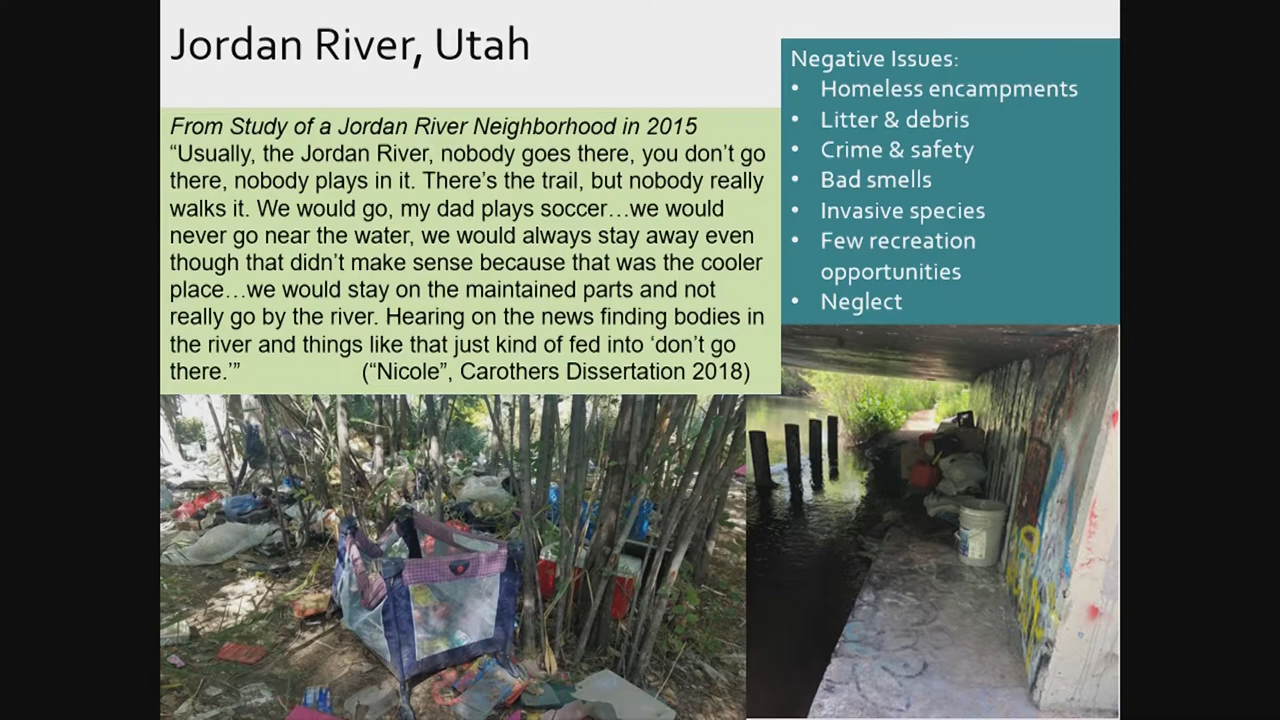 Jordan River, Utah
From Study of a Jordan River Neighborhood in 2015
“Usually, the Jordan River, nobody goes there, you don’t go
there, nobody plays in it. There’s the trail, but nobody really
walks it. We would go, my dad plays soccer…we would
never go near the water, we would always stay away even
though that didn’t make sense because that was the cooler
place…we would stay on the maintained parts and not
really go by the river. Hearing on the news finding bodies in
the river and things like that just kind of fed into ‘don’t go
there.’” (“Nicole”, Carothers Dissertation 2018)
Negative Issues:
• Homeless encampments
• Litter & debris
• Crime & safety
• Bad smells
• Invasive species
• Few recreation
opportunities
• Neglect